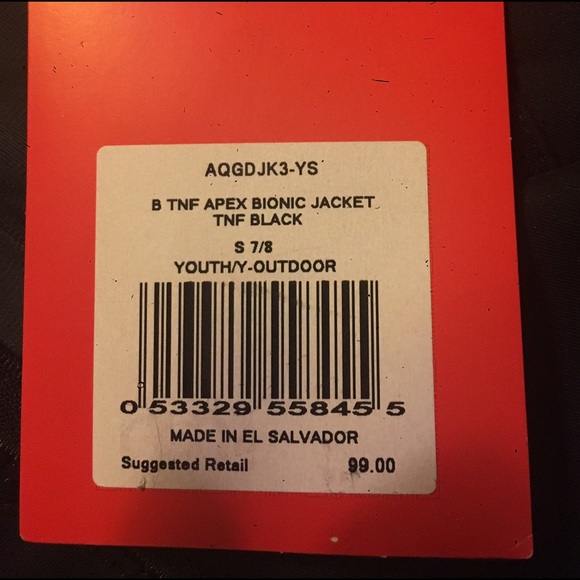 AQGDJK3-YS
B TNF APEX BIONIC JACKET
TNF BLACK
S 7/8
YOUTH/Y-OUTDOOR
0 53329 55845 5
MADE IN EL SALVADOR
Suggested Retail 99.00